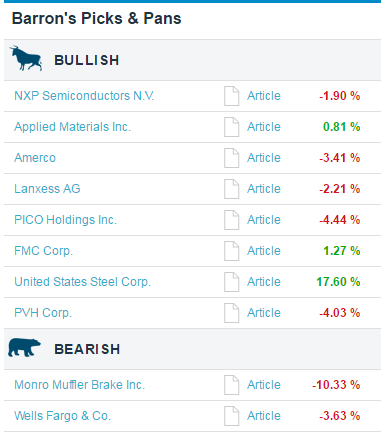 Barron's Picks & Pans
BULLISH
NXP Semiconductors N.V. Article -1.90 %
Applied Materials Inc. Article 0.81 %
Amerco Article -3.41 %
Lanxess AG Article -2.21 %
PICO Holdings Inc. Article -4.44 %
FMC Corp. Article 1.27 %
United States Steel Corp. Article 17.60 %
PVH Corp. Article -4.03 %
BEARISH
Monro Muffler Brake Inc. Article -10.33 %
Wells Fargo & Co. Article -3.63 %